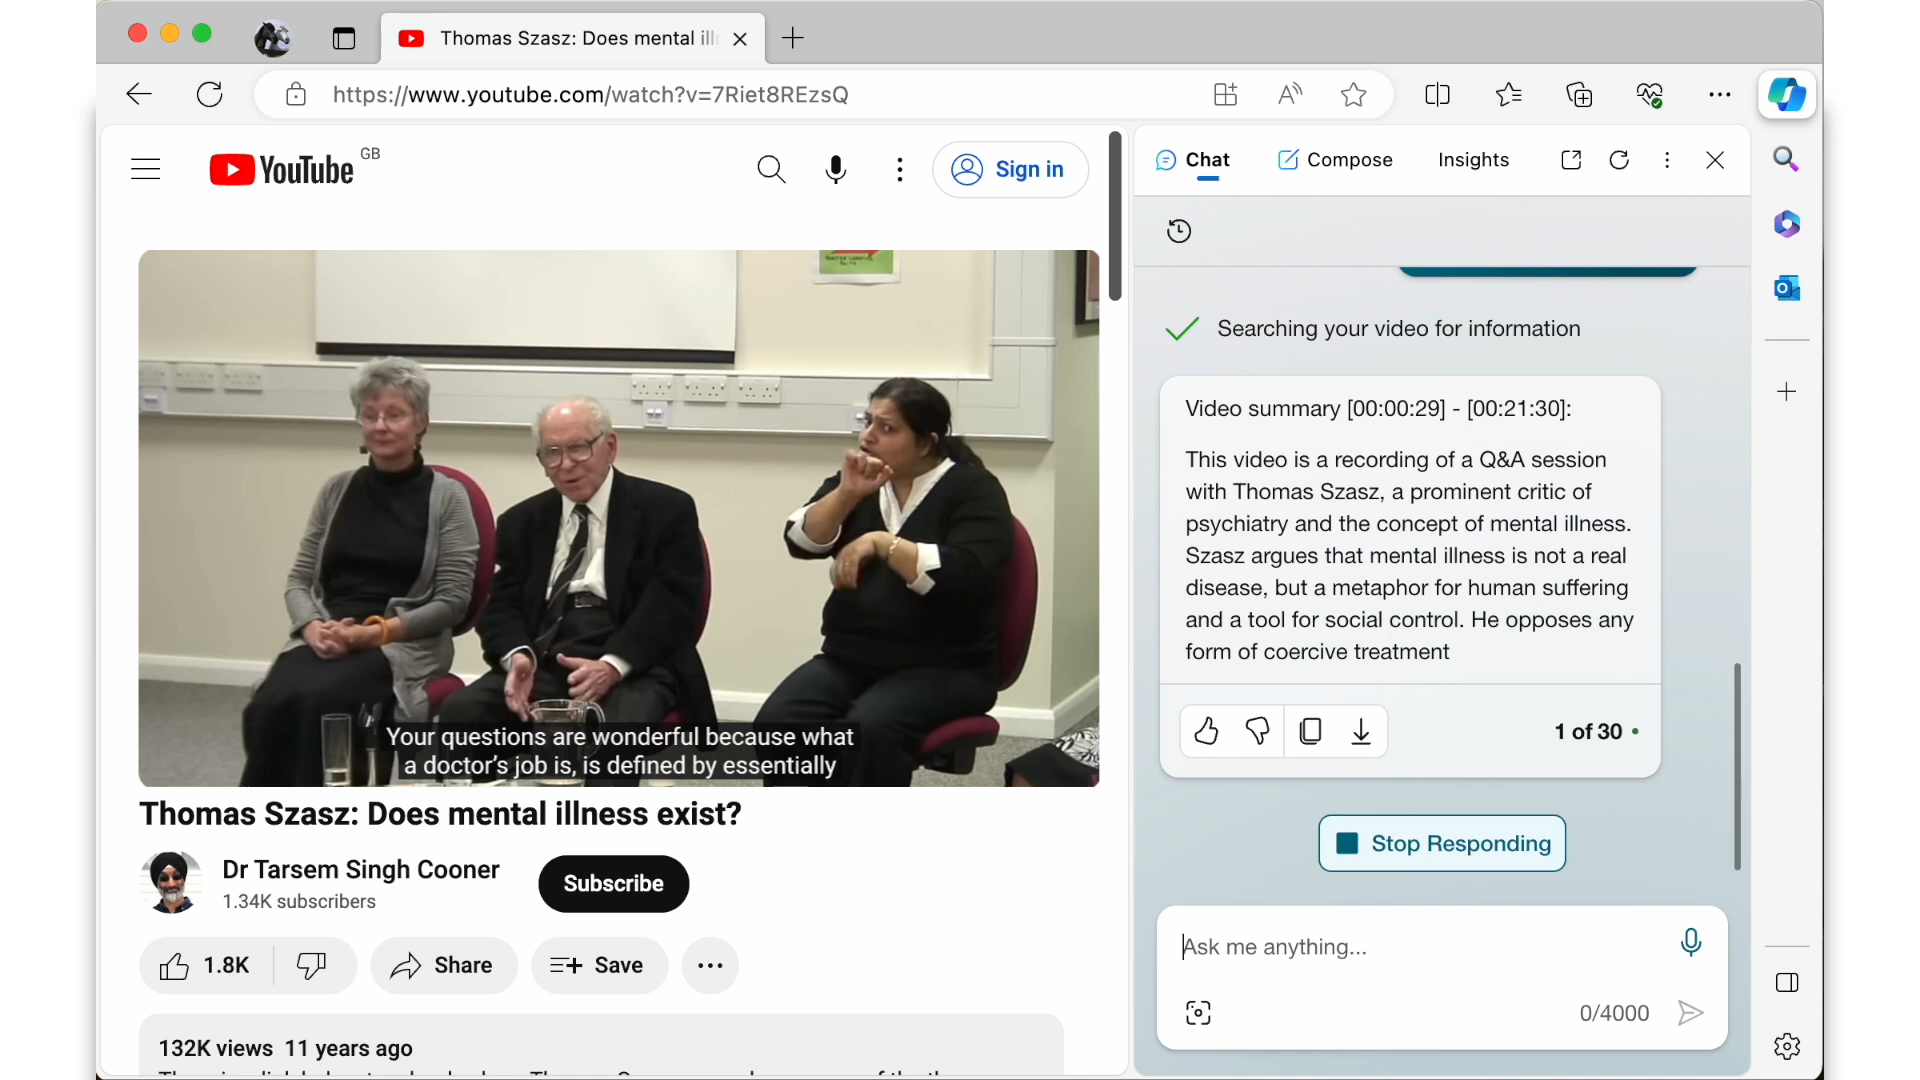 Thomas Szasz: Does mental ill
https://www.youtube.com/watch?v=7Riet8REzsQ
YouTube GB
Sign in
Your questions are wonderful because what
a doctor's job is, is defined by essentially
Thomas Szasz: Does mental illness exist?
Dr Tarsem Singh Cooner
1.34K subscribers
Subscribe
1.8K
Share
Save
132K views 11 years ago
Chat
Compose
Insights
Searching your video for information
Video summary [00:00:29] - [00:21:30]:
This video is a recording of a Q&A session
with Thomas Szasz, a prominent critic of
psychiatry and the concept of mental illness.
Szasz argues that mental illness is not a real
disease, but a metaphor for human suffering
and a tool for social control. He opposes any
form of coercive treatment
1 of 30
Stop Responding
Ask me anything...
0/4000